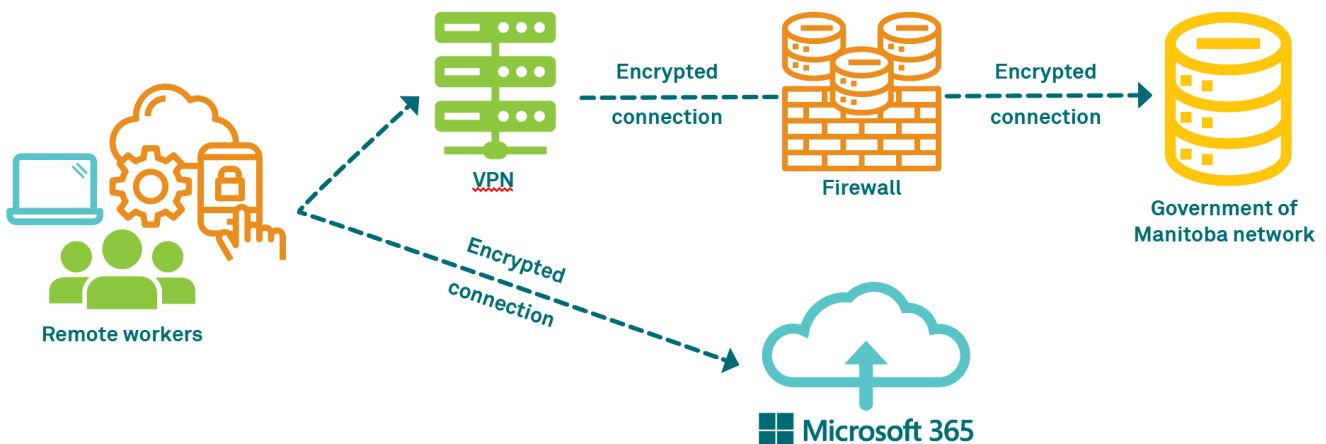 Encrypted
connection
Encrypted
connection
VPN
Firewall
Government of
Manitoba network
Encrypted
connection
Remote workers
Microsoft 365